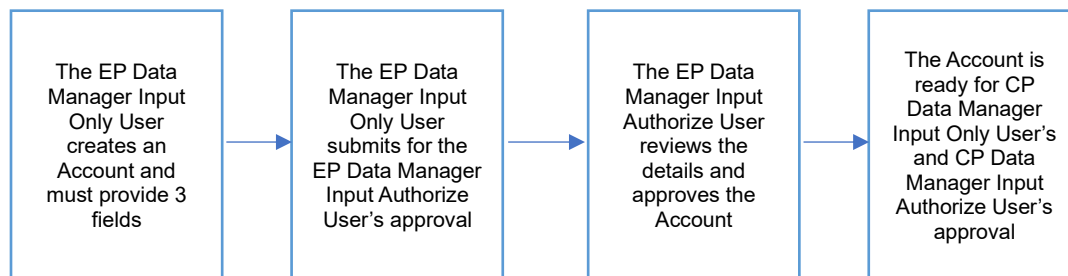 The EP Data
Manager Input
Only User
creates an
Account and
must provide 3
fields
The EP Data
Manager Input
Only User
submits for the
EP Data Manager
Input Authorize
User’s approval
The EP Data
Manager Input
Authorize User
reviews the
details and
approves the
Account
The Account is
ready for CP
Data Manager
Input Only User’s
and CP Data
Manager Input
Authorize User’s
approval